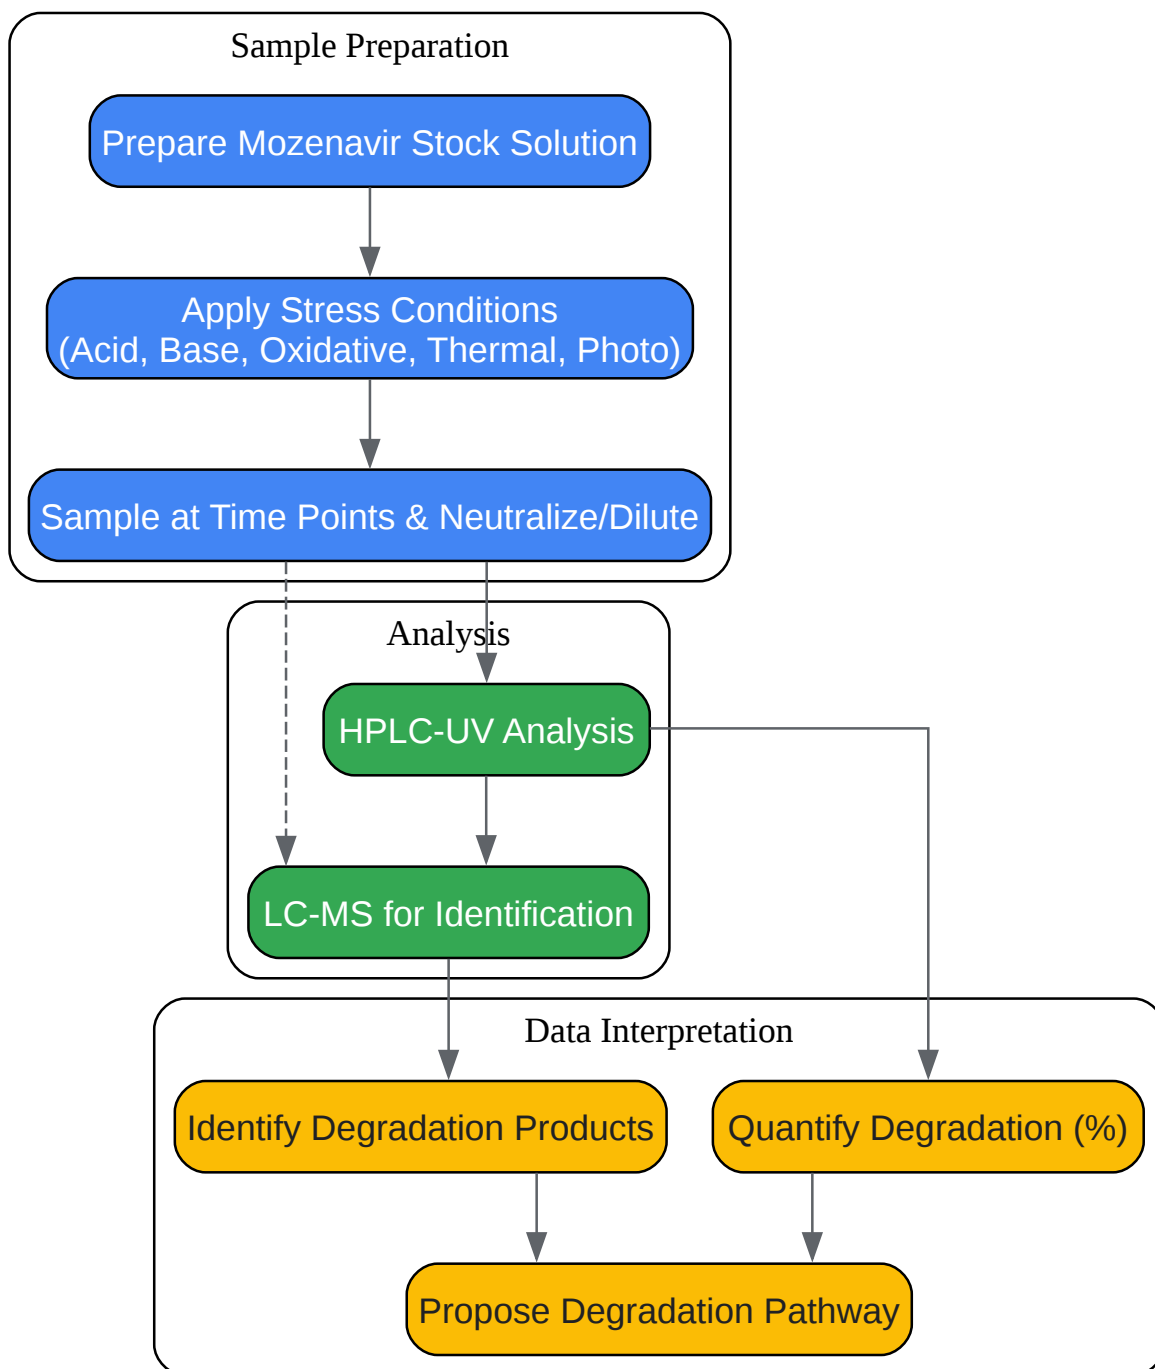 Sample Preparation
Prepare Mozenavir Stock Solution
Apply Stress Conditions
(Acid, Base, Oxidative, Thermal, Photo)
Sample at Time Points & Neutralize/Dilute
Analysis
HPLC-UV Analysis
LC-MS for Identification
Data Interpretation
Identify Degradation Products
Quantify Degradation (%)
Propose Degradation Pathway